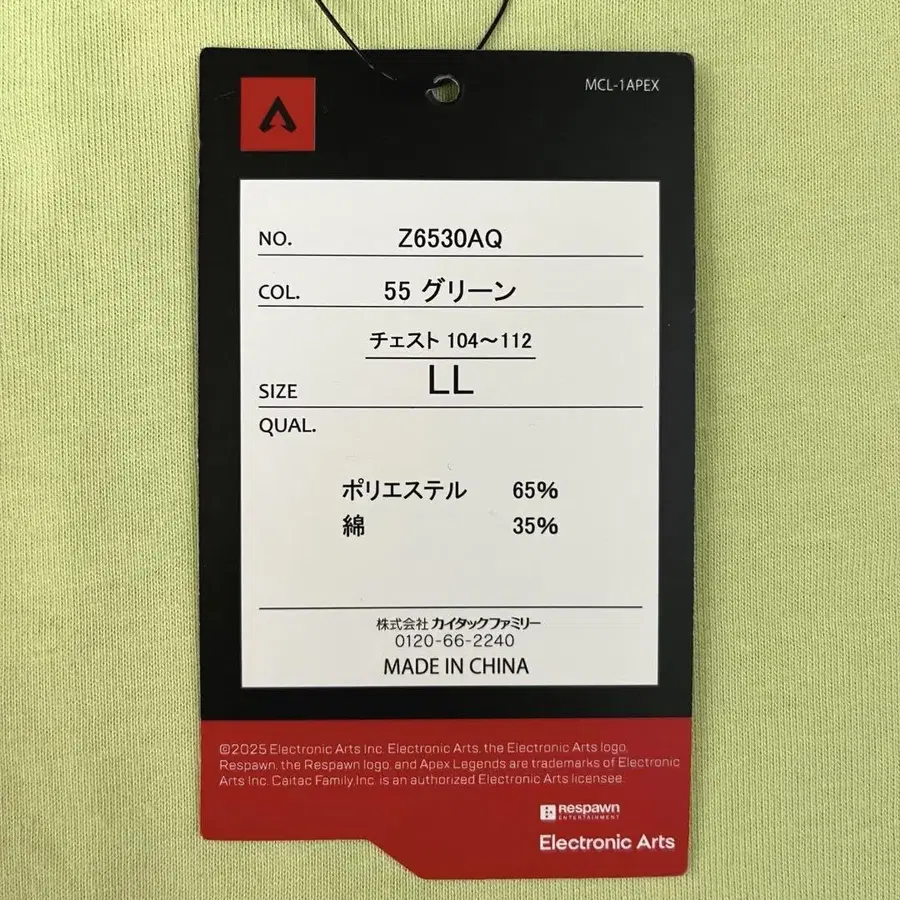 MCL-1APEX
NO. Z6530AQ
COL. 55 グリーン
チェスト 104～112
SIZE LL
QUAL.
ポリエステル 65%
綿 35%
株式会社 カイタックファミリー
0120-66-2240
MADE IN CHINA
©2025 Electronic Arts Inc. Electronic Arts, the Electronic Arts logo,
Respawn, the Respawn logo, and Apex Legends are trademarks of Electronic
Arts Inc. Caitac Family.Inc. is an authorized Electronic Arts licensee.
Respawn
ENTERTAINMENT
Electronic Arts